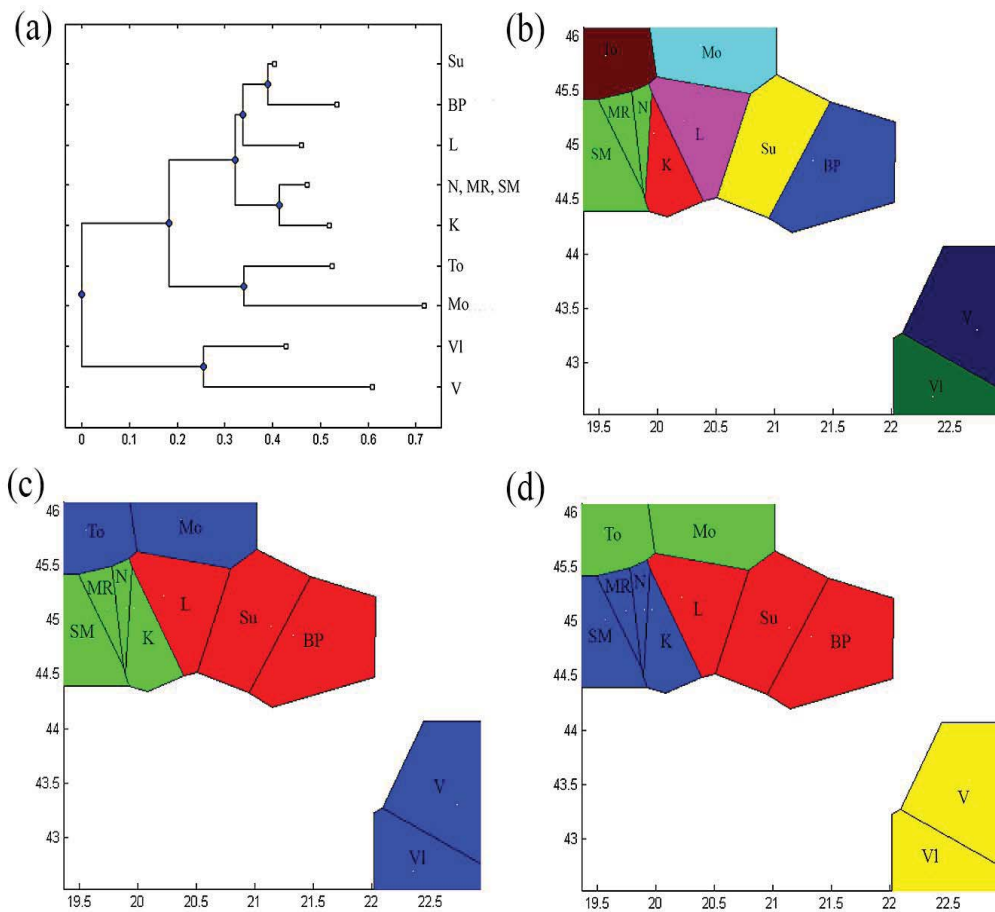 (a)
Su
BP
L
N, MR, SM
K
To
Mo
Vl
V
0 0.1 0.2 0.3 0.4 0.5 0.6 0.7
(b)
46
45.5
45
44.5
44
43.5
43
19.5 20 20.5 21 21.5 22 22.5
To
Mo
MR
N
SM
K
L
Su
BP
V
Vl
(c)
46
45.5
45
44.5
44
43.5
43
19.5 20 20.5 21 21.5 22 22.5
To
Mo
MR
N
SM
K
L
Su
BP
V
Vl
(d)
46
45.5
45
44.5
44
43.5
43
19.5 20 20.5 21 21.5 22 22.5
To
Mo
MR
N
SM
K
L
Su
BP
V
Vl